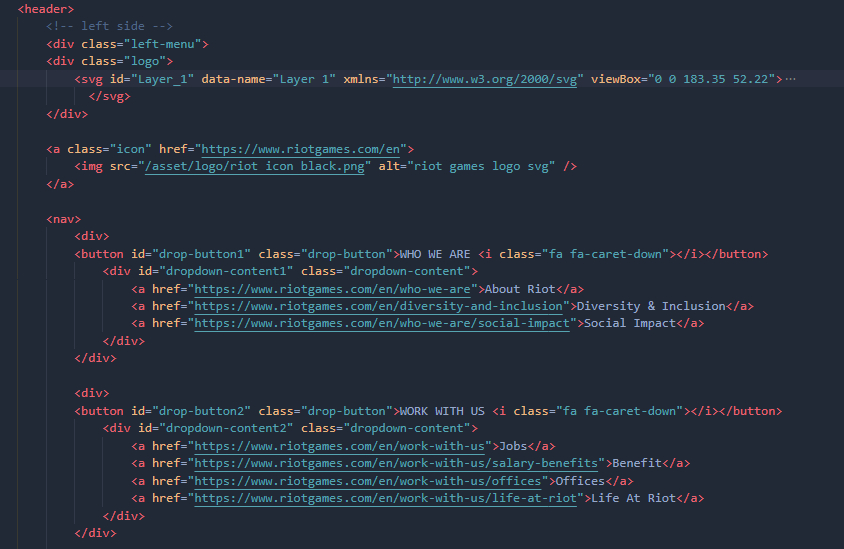 <header>
<!-- left side -->
<div class="left-menu">
<div class="logo">
<svg id="Layer_1" data-name="Layer 1" xmlns="http://www.w3.org/2000/svg" viewBox="0 0 183.35 52.22">…
</svg>
</div>
<a class="icon" href="https://www.riotgames.com/en">
<img src="/asset/logo/riot icon black.png" alt="riot games logo svg" />
</a>
<nav>
<div>
<button id="drop-button1" class="drop-button">WHO WE ARE <i class="fa fa-caret-down"></i></button>
<div id="dropdown-content1" class="dropdown-content">
<a href="https://www.riotgames.com/en/who-we-are">About Riot</a>
<a href="https://www.riotgames.com/en/diversity-and-inclusion">Diversity & Inclusion</a>
<a href="https://www.riotgames.com/en/who-we-are/social-impact">Social Impact</a>
</div>
</div>
<div>
<button id="drop-button2" class="drop-button">WORK WITH US <i class="fa fa-caret-down"></i></button>
<div id="dropdown-content2" class="dropdown-content">
<a href="https://www.riotgames.com/en/work-with-us">Jobs</a>
<a href="https://www.riotgames.com/en/work-with-us/salary-benefits">Benefit</a>
<a href="https://www.riotgames.com/en/work-with-us/offices">Offices</a>
<a href="https://www.riotgames.com/en/work-with-us/life-at-riot">Life At Riot</a>
</div>
</div>